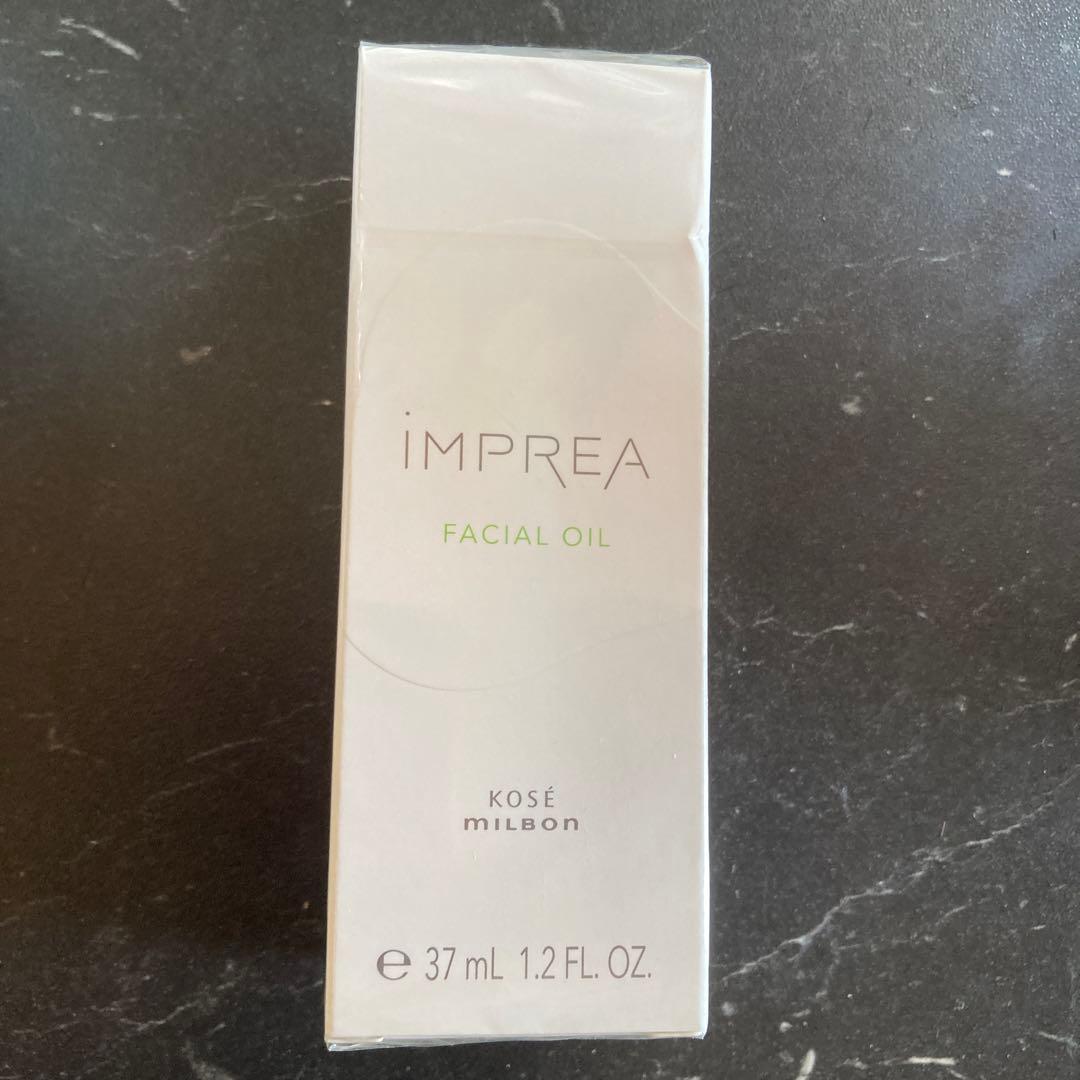 iMPREA
FACIAL OIL
KOSÉ
mILBOn
℮ 37 mL 1.2 FL. OZ.